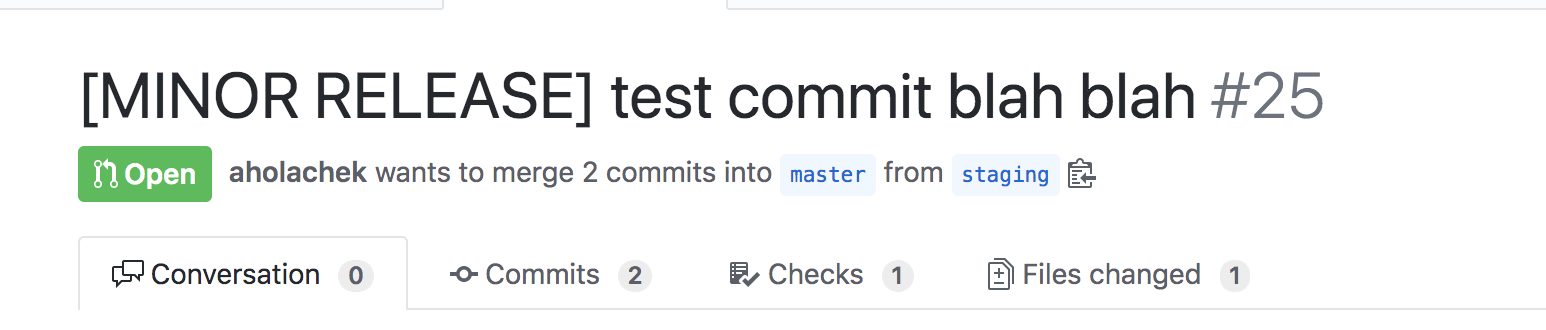 [MINOR RELEASE] test commit blah blah #25
Open aholachek wants to merge 2 commits into master from staging
Conversation 0 Commits 2 Checks 1 Files changed 1